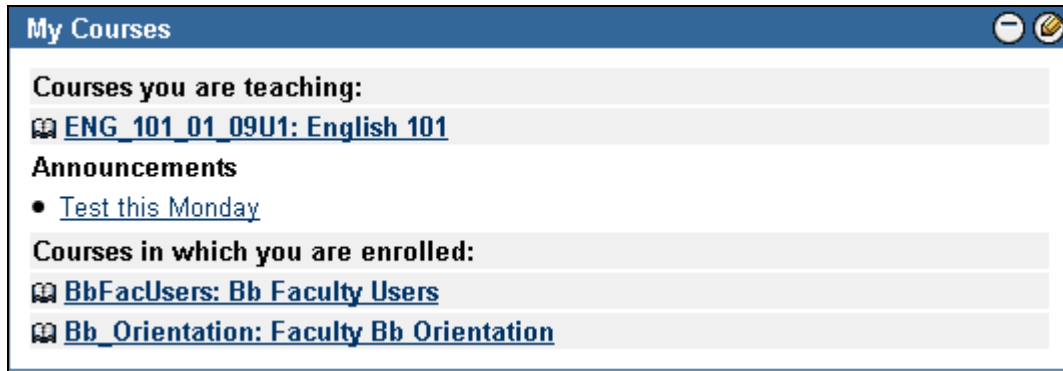 My Courses
Courses you are teaching:
ENG_101_01_09U1: English 101
Announcements
• Test this Monday
Courses in which you are enrolled:
BbFacUsers: Bb Faculty Users
Bb_Orientation: Faculty Bb Orientation